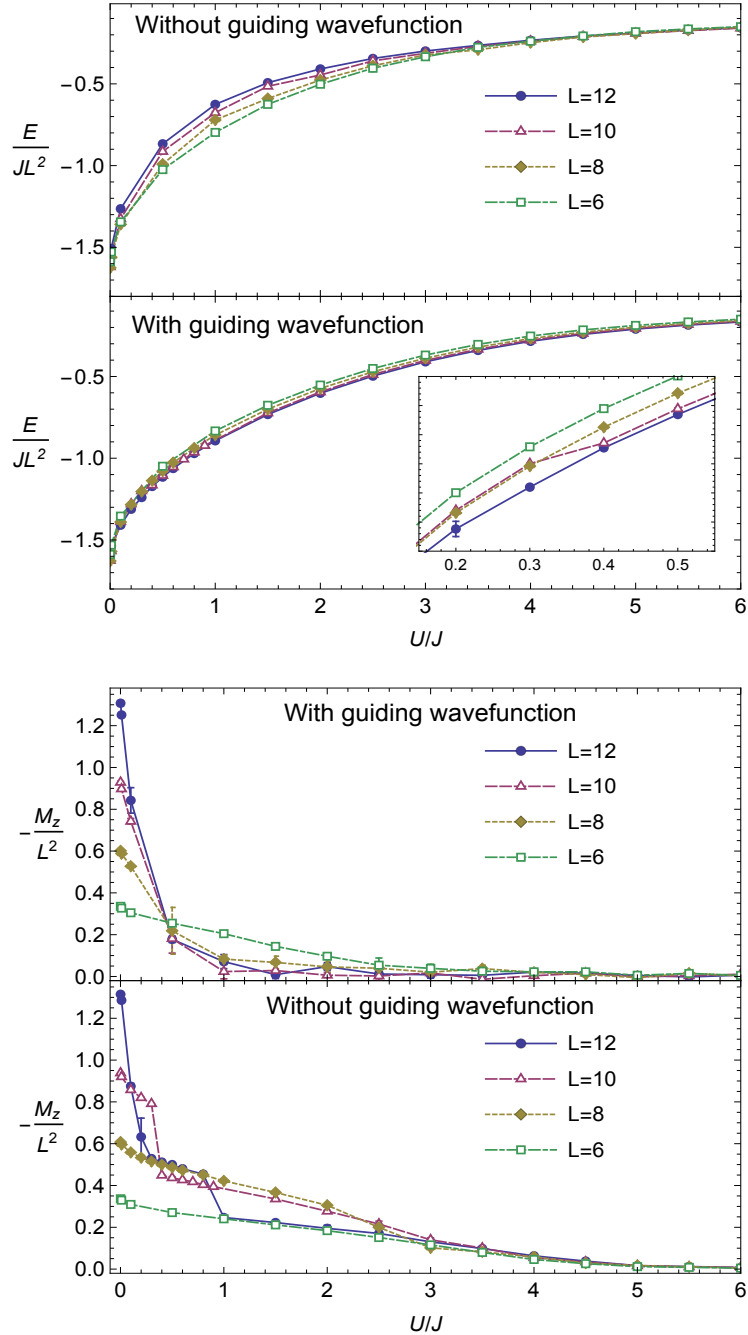 Without guiding wavefunction
−0.5
−1.0
−1.5
E
JL²
L=12
L=10
L=8
L=6
With guiding wavefunction
−0.5
−1.0
−1.5
E
JL²
0.2 0.3 0.4 0.5
0 1 2 3 4 5 6
U/J
With guiding wavefunction
1.2
1.0
0.8
0.6
0.4
0.2
0.0
−M_z
L²
L=12
L=10
L=8
L=6
Without guiding wavefunction
1.2
1.0
0.8
0.6
0.4
0.2
0.0
−M_z
L²
L=12
L=10
L=8
L=6
0 1 2 3 4 5 6
U/J